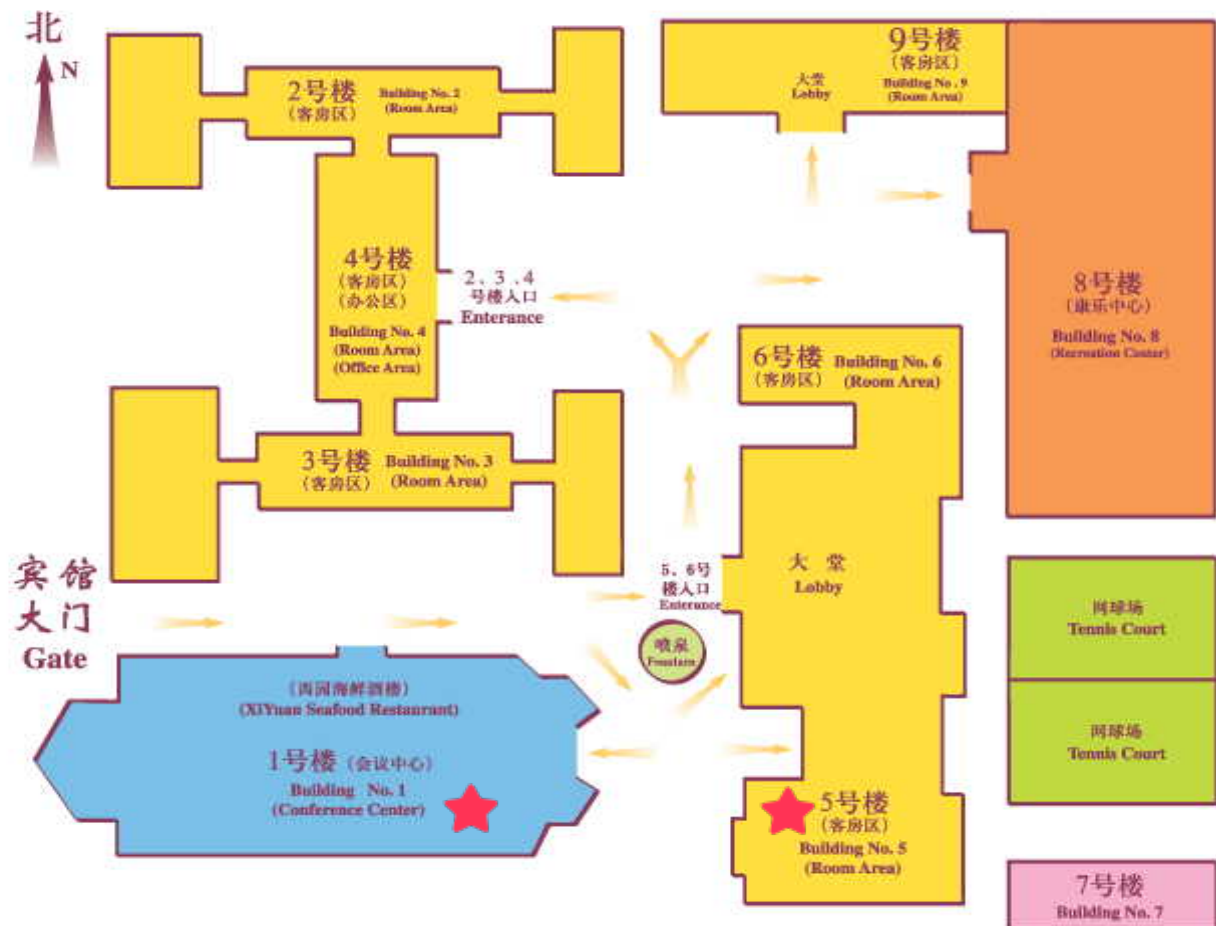 北
N
2号楼
(客房区)
Building No. 2
(Room Area)
大堂
Lobby
9号楼
(客房区)
Building No. 9
(Room Area)
4号楼
(客房区)
(办公区)
Building No. 4
(Room Area)
(Office Area)
2、3、4
号楼入口
Enterance
8号楼
(康乐中心)
Building No. 8
(Recreation Center)
6号楼
(客房区)
Building No. 6
(Room Area)
3号楼
(客房区)
Building No. 3
(Room Area)
宾馆
大门
Gate
5、6号
楼入口
Enterance
大堂
Lobby
喷泉
Fountain
网球场
Tennis Court
网球场
Tennis Court
(西园海鲜酒楼)
(XiYuan Seafood Restaurant)
1号楼(会议中心)
Building No. 1
(Conference Center)
5号楼
(客房区)
Building No. 5
(Room Area)
7号楼
Building No. 7